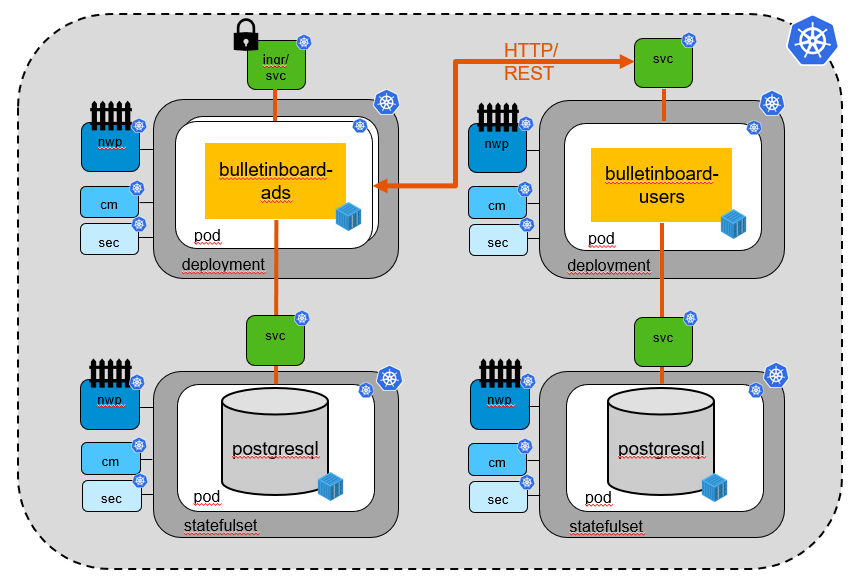 HTTP/
REST
ingr/
svc
svc
nwp
cm
sec
bulletinboard-
ads
pod
deployment
nwp
cm
sec
bulletinboard-
users
pod
deployment
svc
svc
nwp
cm
sec
postgresql
pod
statefulset
nwp
cm
sec
postgresql
pod
statefulset